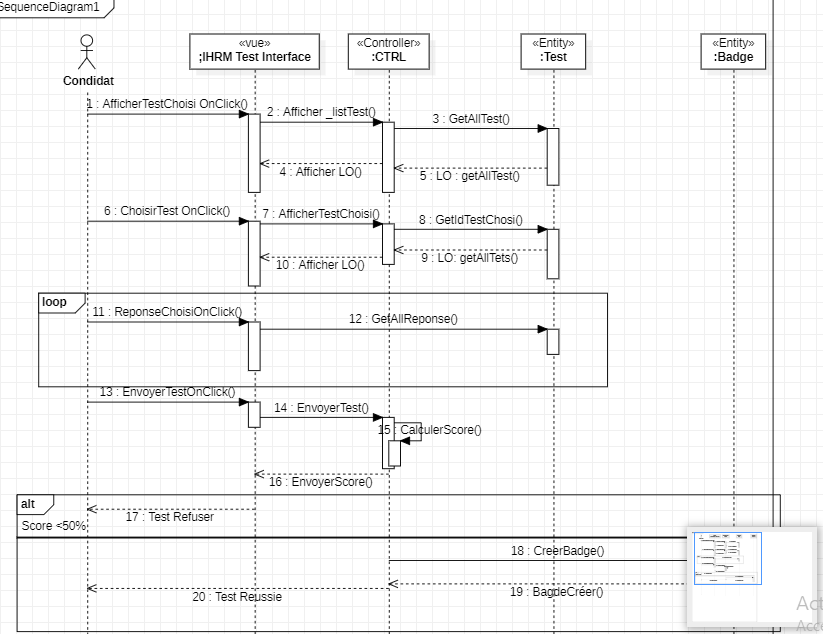 SequenceDiagram1
«vue»
;IHRM Test Interface
«Controller»
:CTRL
«Entity»
:Test
«Entity»
:Badge
Condidat
1 : AfficherTestChoisi OnClick()
2 : Afficher _listTest()
3 : GetAllTest()
4 : Afficher LO()
5 : LO : getAllTest()
6 : ChoisirTest OnClick()
7 : AfficherTestChoisi()
8 : GetIdTestChosi()
9 : LO: getAllTets()
10 : Afficher LO()
loop
11 : ReponseChoisiOnClick()
12 : GetAllReponse()
13 : EnvoyerTestOnClick()
14 : EnvoyerTest()
15 : CalculerScore()
16 : EnvoyerScore()
alt
17 : Test Refuser
Score <50%
18 : CreerBadge()
19 : BagdeCréer()
20 : Test Reussie
Act
Acce